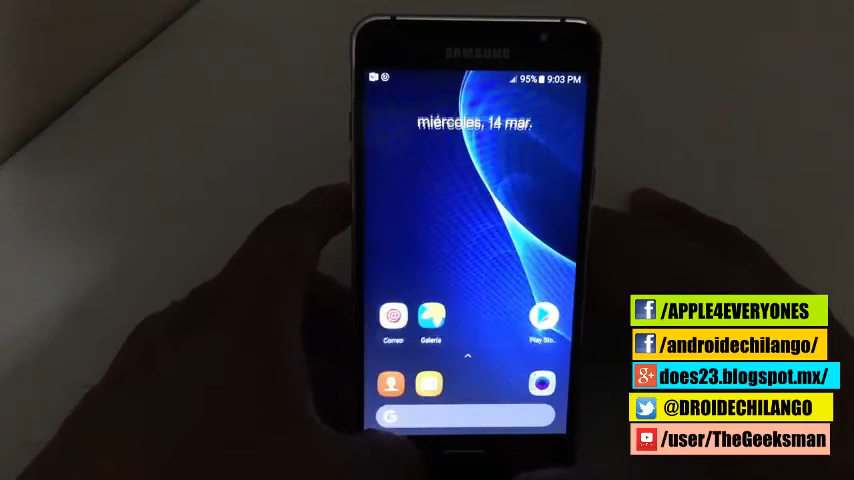 SAMSUNG
95% 9:03 PM
miércoles, 14 mar.
Correo
Galería
Play Sto..
G
/APPLE4EVERYONES
/androidechilango/
does23.blogspot.mx/
@DROIDECHILANGO
/user/TheGeeksman